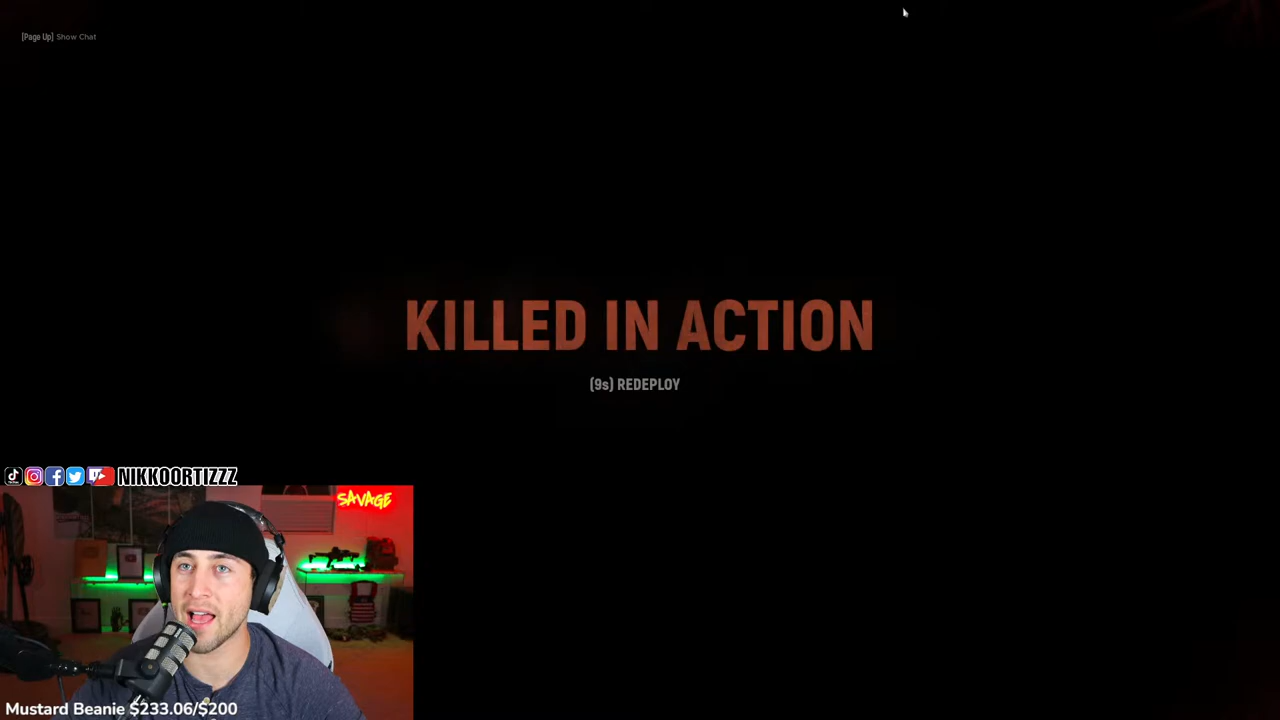 [Page Up] Show Chat
KILLED IN ACTION
(9s) REDEPLOY
NIKKOORTIZZZ
SAVAGE
Mustard Beanie $233.06/$200